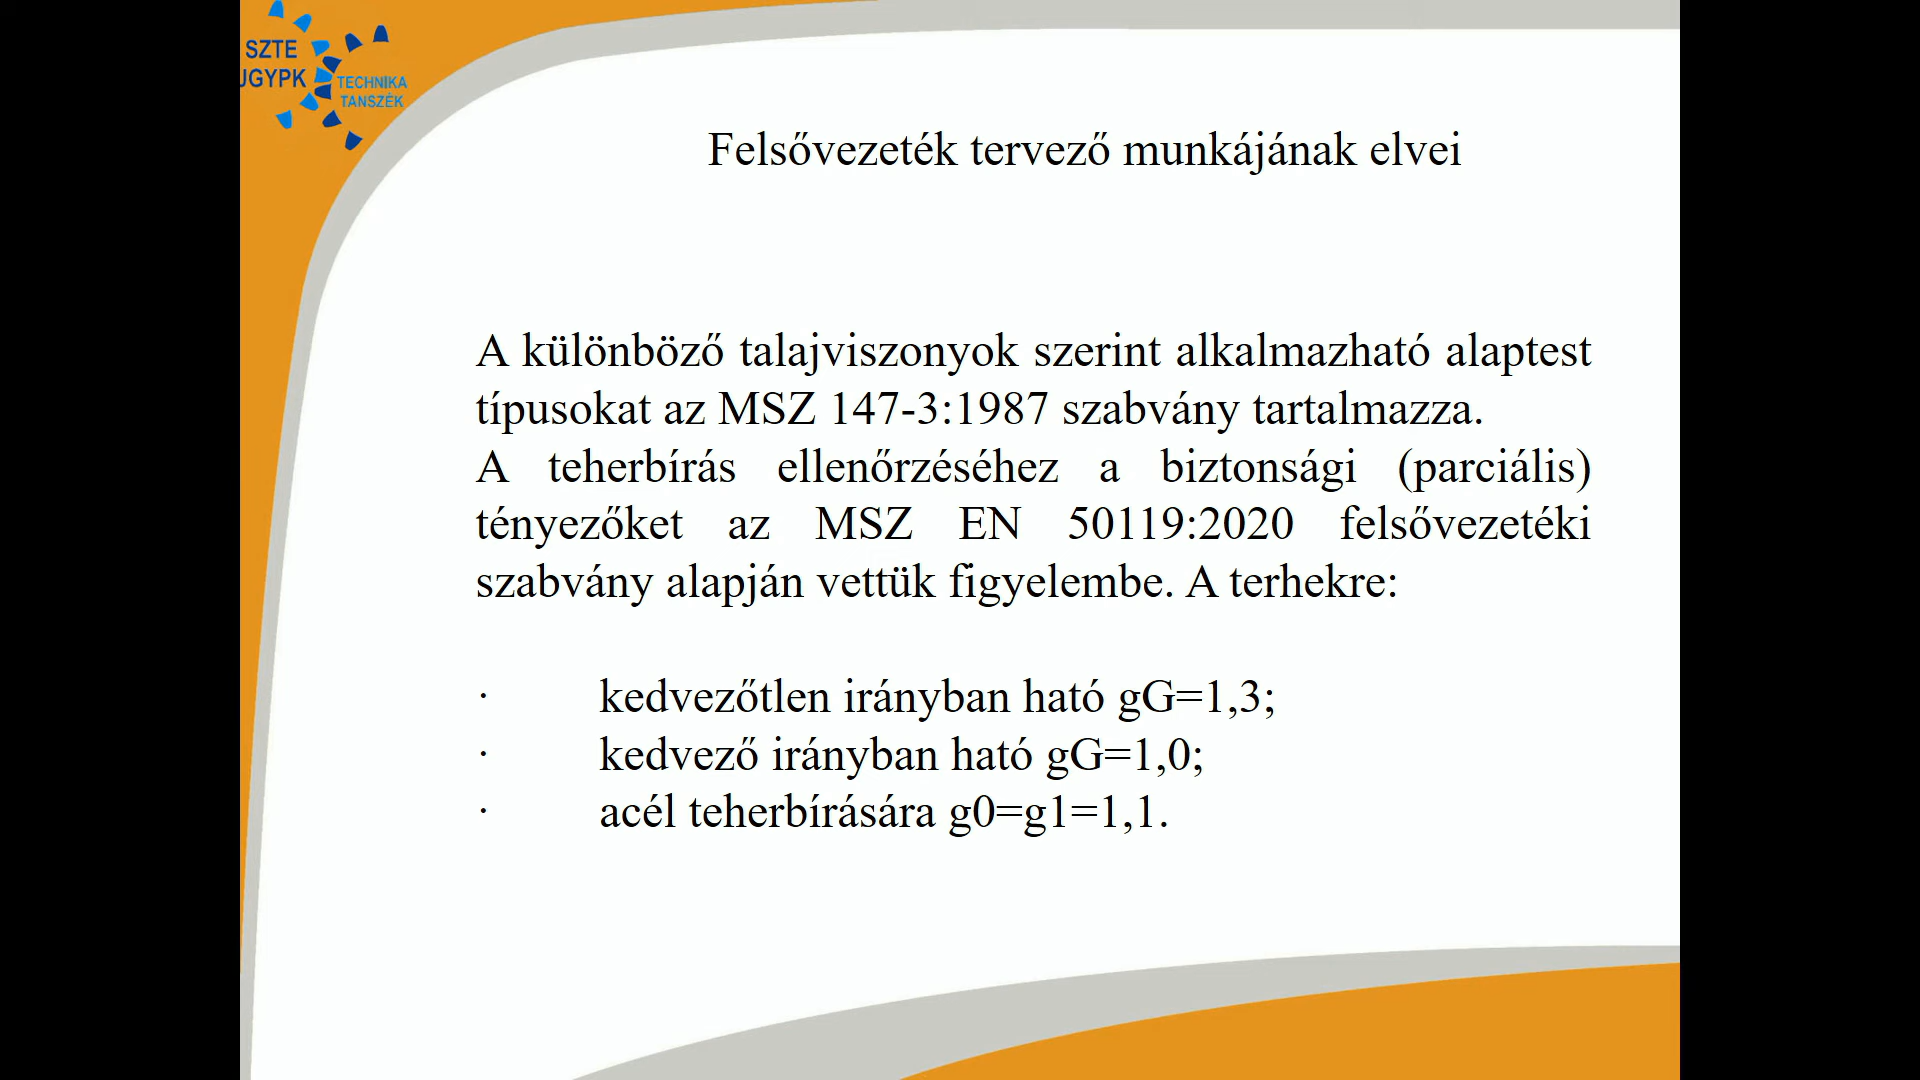 SZTE
JGYPK
TECHNIKA
TANSZÉK
Felsővezeték tervező munkájának elvei
A különböző talajviszonyok szerint alkalmazható alaptest
típusokat az MSZ 147-3:1987 szabvány tartalmazza.
A teherbírás ellenőrzéséhez a biztonsági (parciális)
tényezőket az MSZ EN 50119:2020 felsővezetéki
szabvány alapján vettük figyelembe. A terhekre:
· kedvezőtlen irányban ható gG=1,3;
· kedvező irányban ható gG=1,0;
· acél teherbírására g0=g1=1,1.